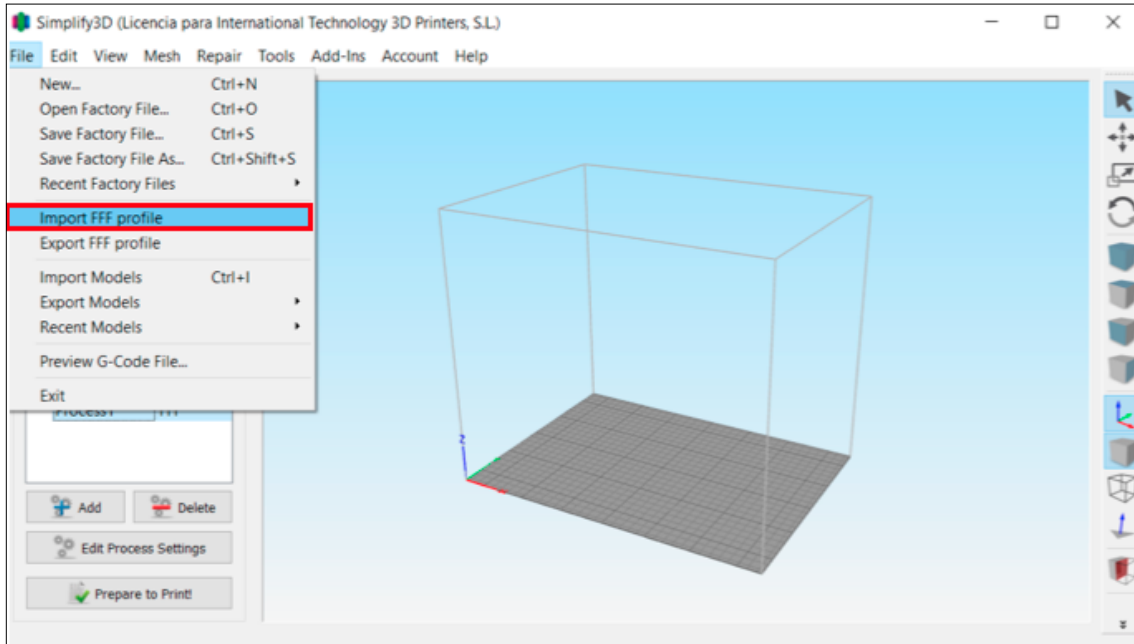 Simplify3D (Licencia para International Technology 3D Printers, S.L.)
File Edit View Mesh Repair Tools Add-Ins Account Help
New... Ctrl+N
Open Factory File... Ctrl+O
Save Factory File... Ctrl+S
Save Factory File As... Ctrl+Shift+S
Recent Factory Files
Import FFF profile
Export FFF profile
Import Models Ctrl+I
Export Models
Recent Models
Preview G-Code File...
Exit
Process1 FFF
z
Add Delete
Edit Process Settings
Prepare to Print!